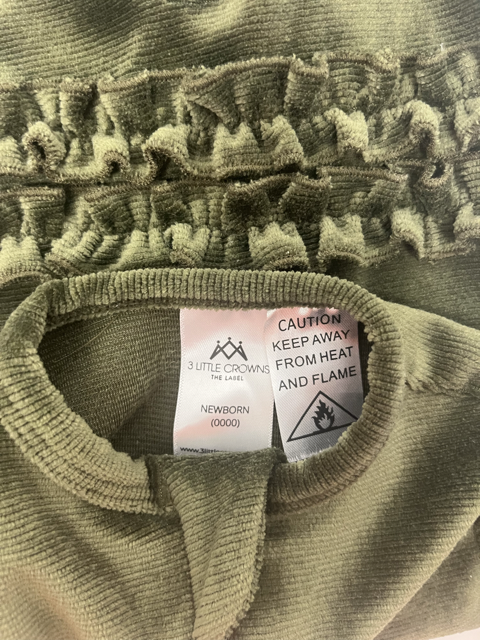 3 LITTLE CROWNS
THE LABEL
NEWBORN
(0000)
CAUTION
KEEP AWAY
FROM HEAT
AND FLAME